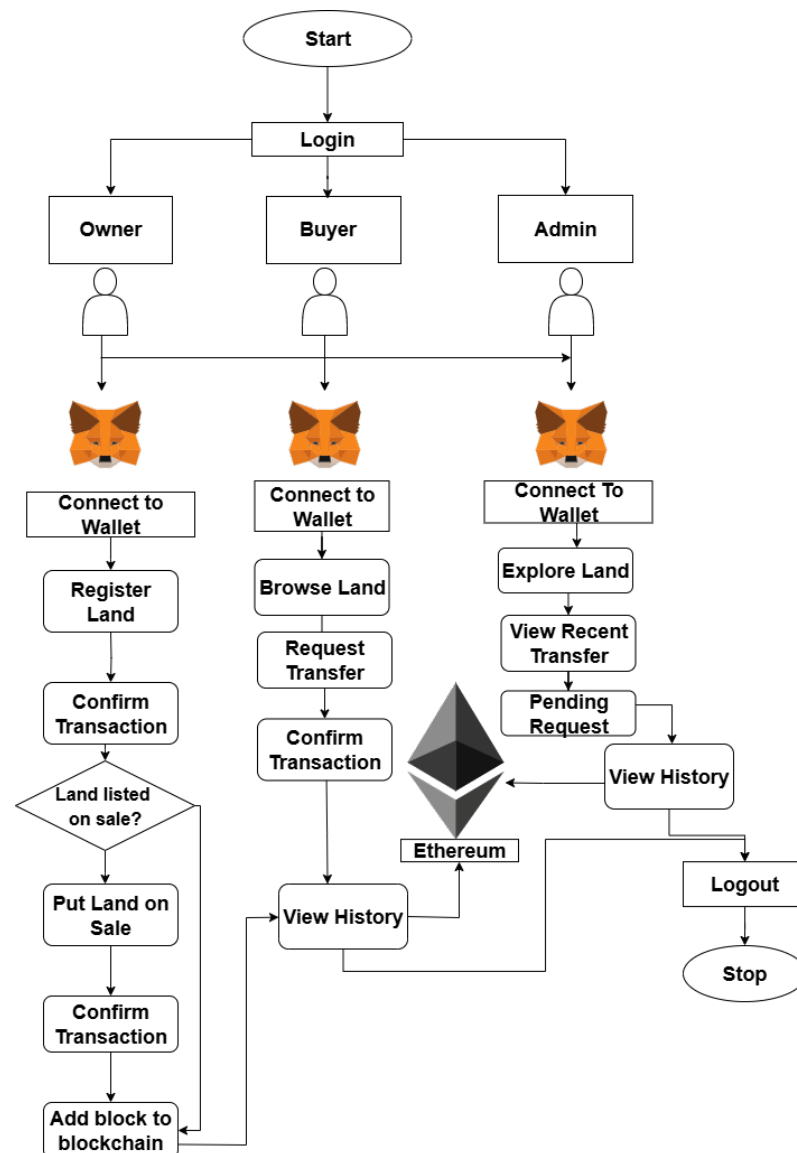 Start
Login
Owner
Buyer
Admin
Connect to
Wallet
Connect to
Wallet
Connect To
Wallet
Register
Land
Browse Land
Explore Land
Request
Transfer
View Recent
Transfer
Confirm
Transaction
Confirm
Transaction
Pending
Request
View History
Land listed
on sale?
Ethereum
Logout
Put Land on
Sale
View History
Stop
Confirm
Transaction
Add block to
blockchain